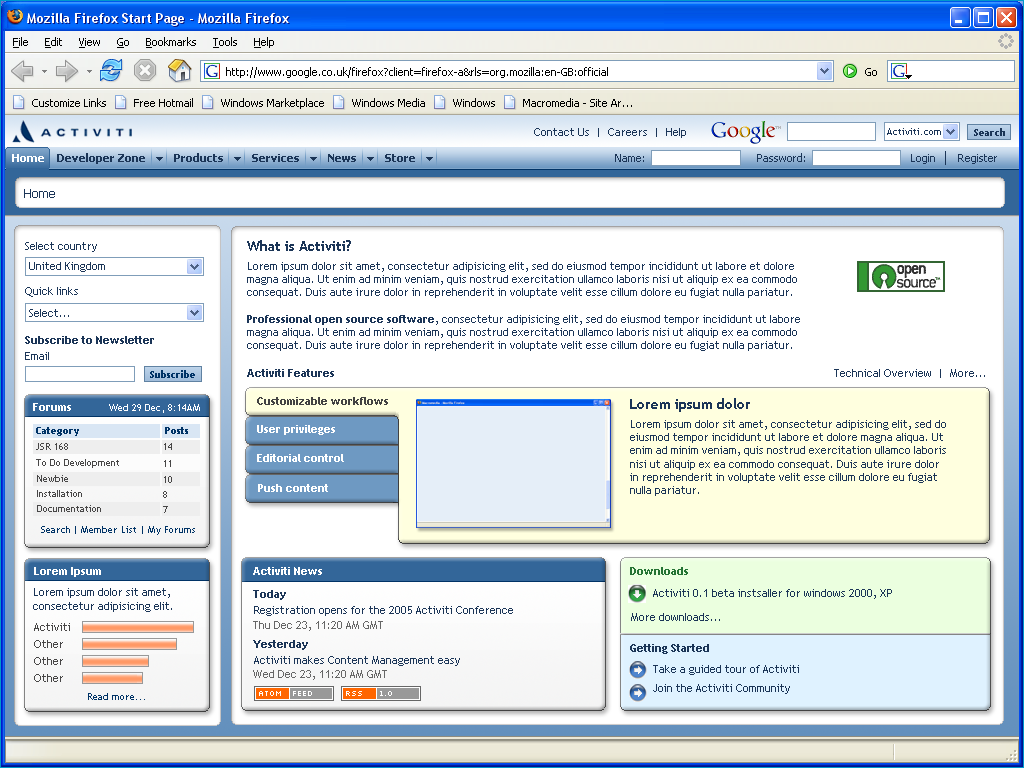 Mozilla Firefox Start Page - Mozilla Firefox
File Edit View Go Bookmarks Tools Help
http://www.google.co.uk/firefox?client=firefox-a&rls=org.mozilla:en-GB:official Go G
Customize Links Free Hotmail Windows Marketplace Windows Media Windows Macromedia - Site Ar...
ACTIVITI Contact Us | Careers | Help Google Activiti.com Search
Home Developer Zone Products Services News Store Name: Password: Login Register
Home
Select country
United Kingdom
Quick links
Select...
Subscribe to Newsletter
Email
Subscribe
Forums Wed 29 Dec, 8:14AM
Category Posts
JSR 168 14
To Do Development 11
Newbie 10
Installation 8
Documentation 7
Search | Member List | My Forums
Lorem Ipsum
Lorem ipsum dolor sit amet,
consectetur adipisicing elit.
Activiti
Other
Other
Other
Read more...
What is Activiti?
Lorem ipsum dolor sit amet, consectetur adipisicing elit, sed do eiusmod tempor incididunt ut labore et dolore
magna aliqua. Ut enim ad minim veniam, quis nostrud exercitation ullamco laboris nisi ut aliquip ex ea commodo
consequat. Duis aute irure dolor in reprehenderit in voluptate velit esse cillum dolore eu fugiat nulla pariatur.
open
source™
Professional open source software, consectetur adipisicing elit, sed do eiusmod tempor incididunt ut labore et dolore
magna aliqua. Ut enim ad minim veniam, quis nostrud exercitation ullamco laboris nisi ut aliquip ex ea commodo
consequat. Duis aute irure dolor in reprehenderit in voluptate velit esse cillum dolore eu fugiat nulla pariatur.
Activiti Features Technical Overview | More...
Customizable workflows
User privileges
Editorial control
Push content
Lorem ipsum dolor
Lorem ipsum dolor sit amet, consectetur adipisicing elit, sed do
eiusmod tempor incididunt ut labore et dolore magna aliqua. Ut
enim ad minim veniam, quis nostrud exercitation ullamco laboris
nisi ut aliquip ex ea commodo consequat. Duis aute irure dolor
in reprehenderit in voluptate velit esse cillum dolore eu fugiat
nulla pariatur.
Activiti News
Today
Registration opens for the 2005 Activiti Conference
Thu Dec 23, 11:20 AM GMT
Yesterday
Activiti makes Content Management easy
Wed Dec 23, 11:20 AM GMT
ATOM FEED RSS 1.0
Downloads
Activiti 0.1 beta instsaller for windows 2000, XP
More downloads...
Getting Started
Take a guided tour of Activiti
Join the Activiti Community